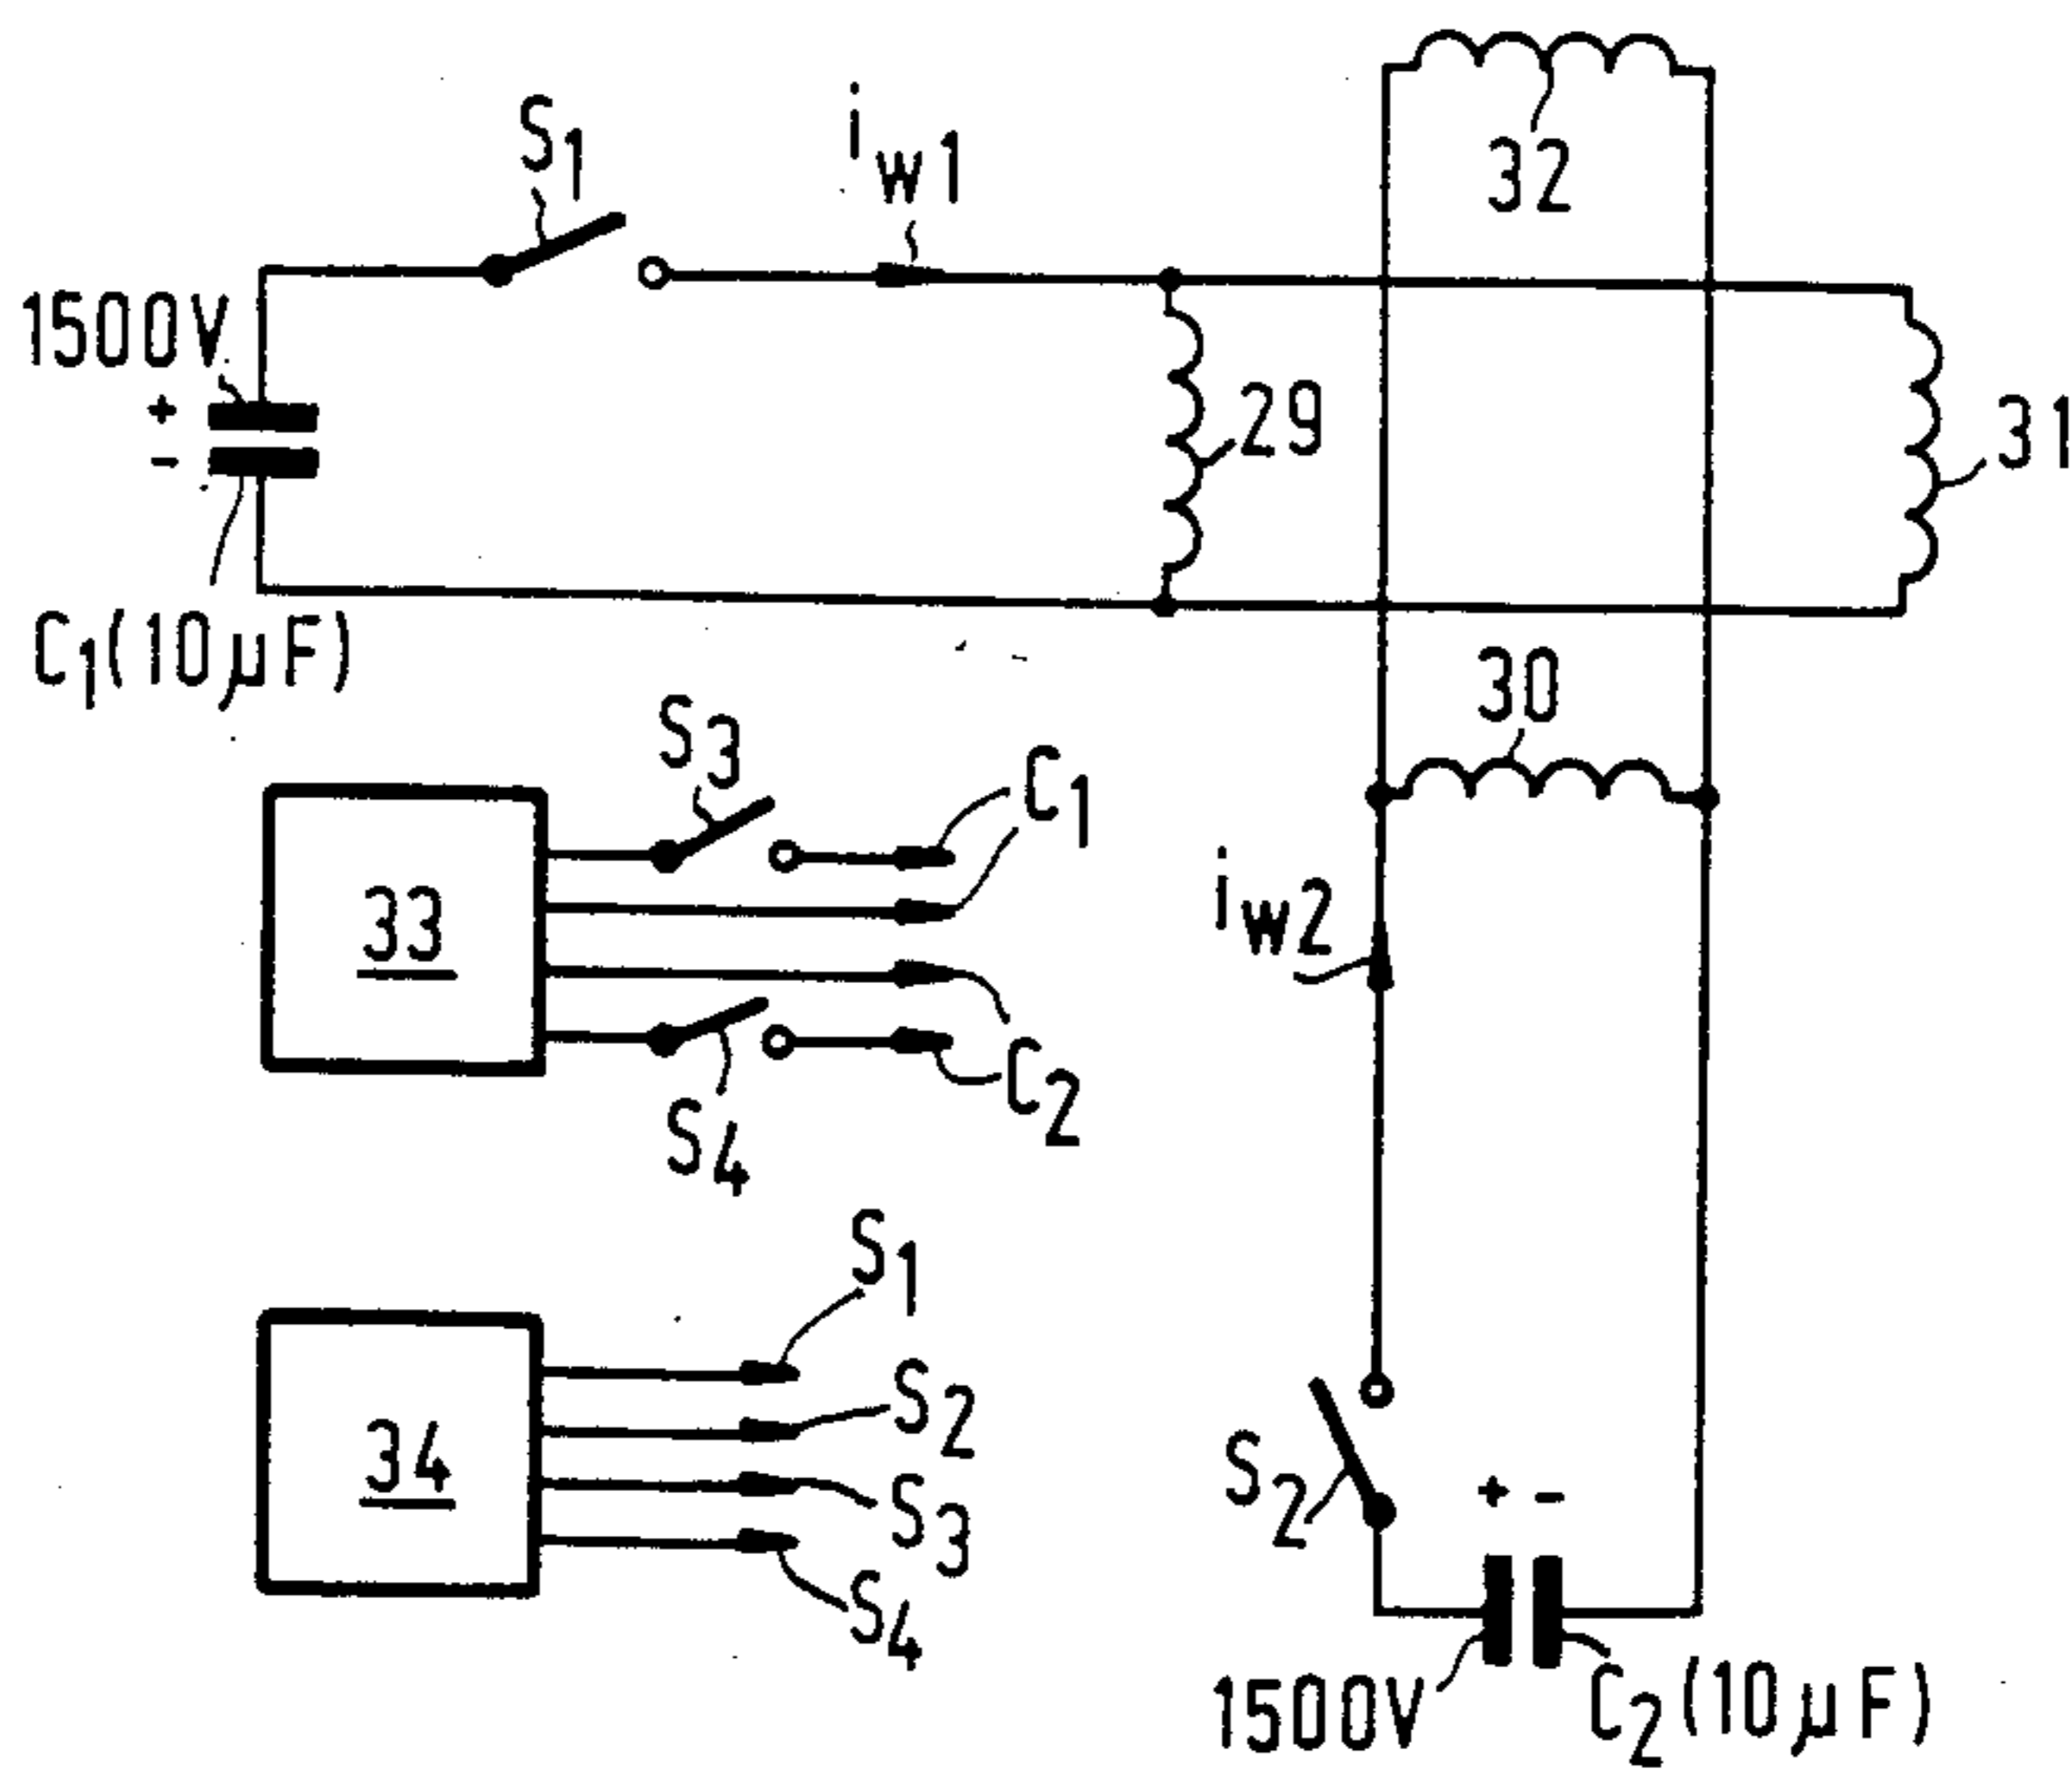 32
S1
iw1
1500V
+
-
29
31
C1(10µF)
30
S3
C1
33
iw2
C2
S4
S1
S2
34
S3
S4
S2
+ -
1500V
C2(10µF)